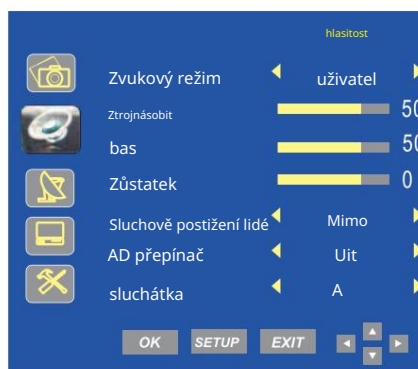 hlasitost
Zvukový režim uživatel
Ztrojnásobit 50
bas 50
Zůstatek 0
Sluchově postižení lidé Mimo
AD přepínač Uit
sluchátka A
OK SETUP EXIT